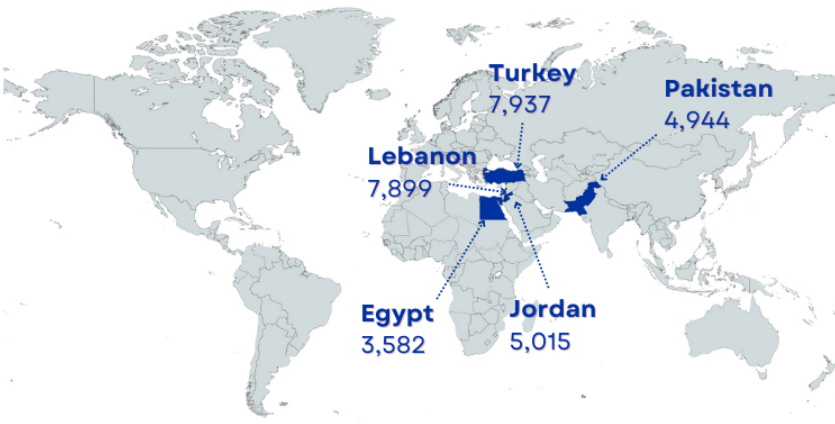 Turkey
7,937
Pakistan
4,944
Lebanon
7,899
Egypt
3,582
Jordan
5,015